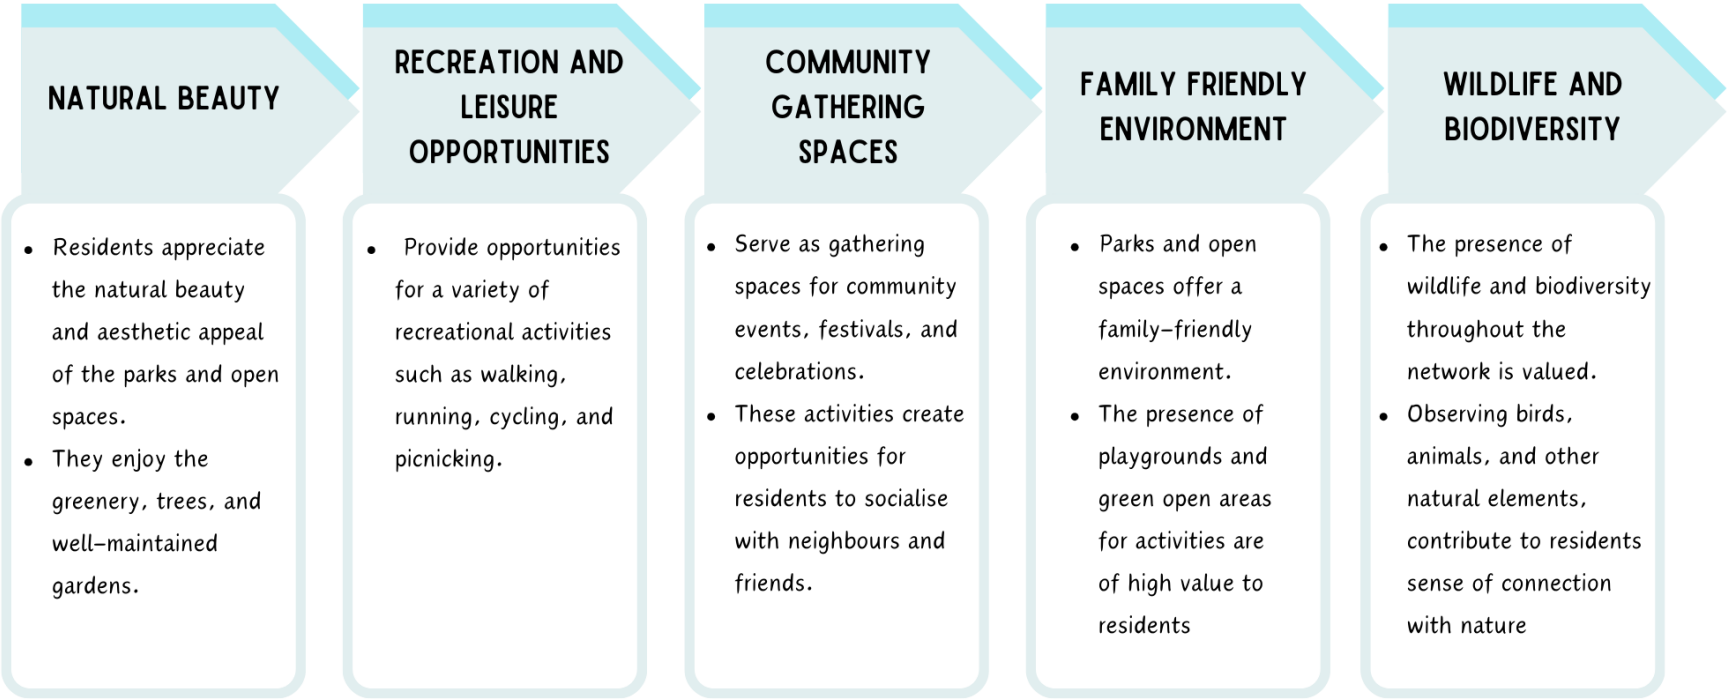 NATURAL BEAUTY
• Residents appreciate
the natural beauty
and aesthetic appeal
of the parks and open
spaces.
• They enjoy the
greenery, trees, and
well-maintained
gardens.
RECREATION AND
LEISURE
OPPORTUNITIES
• Provide opportunities
for a variety of
recreational activities
such as walking,
running, cycling, and
picnicking.
COMMUNITY
GATHERING
SPACES
• Serve as gathering
spaces for community
events, festivals, and
celebrations.
• These activities create
opportunities for
residents to socialise
with neighbours and
friends.
FAMILY FRIENDLY
ENVIRONMENT
• Parks and open
spaces offer a
family-friendly
environment.
• The presence of
playgrounds and
green open areas
for activities are
of high value to
residents
WILDLIFE AND
BIODIVERSITY
• The presence of
wildlife and biodiversity
throughout the
network is valued.
• Observing birds,
animals, and other
natural elements,
contribute to residents
sense of connection
with nature